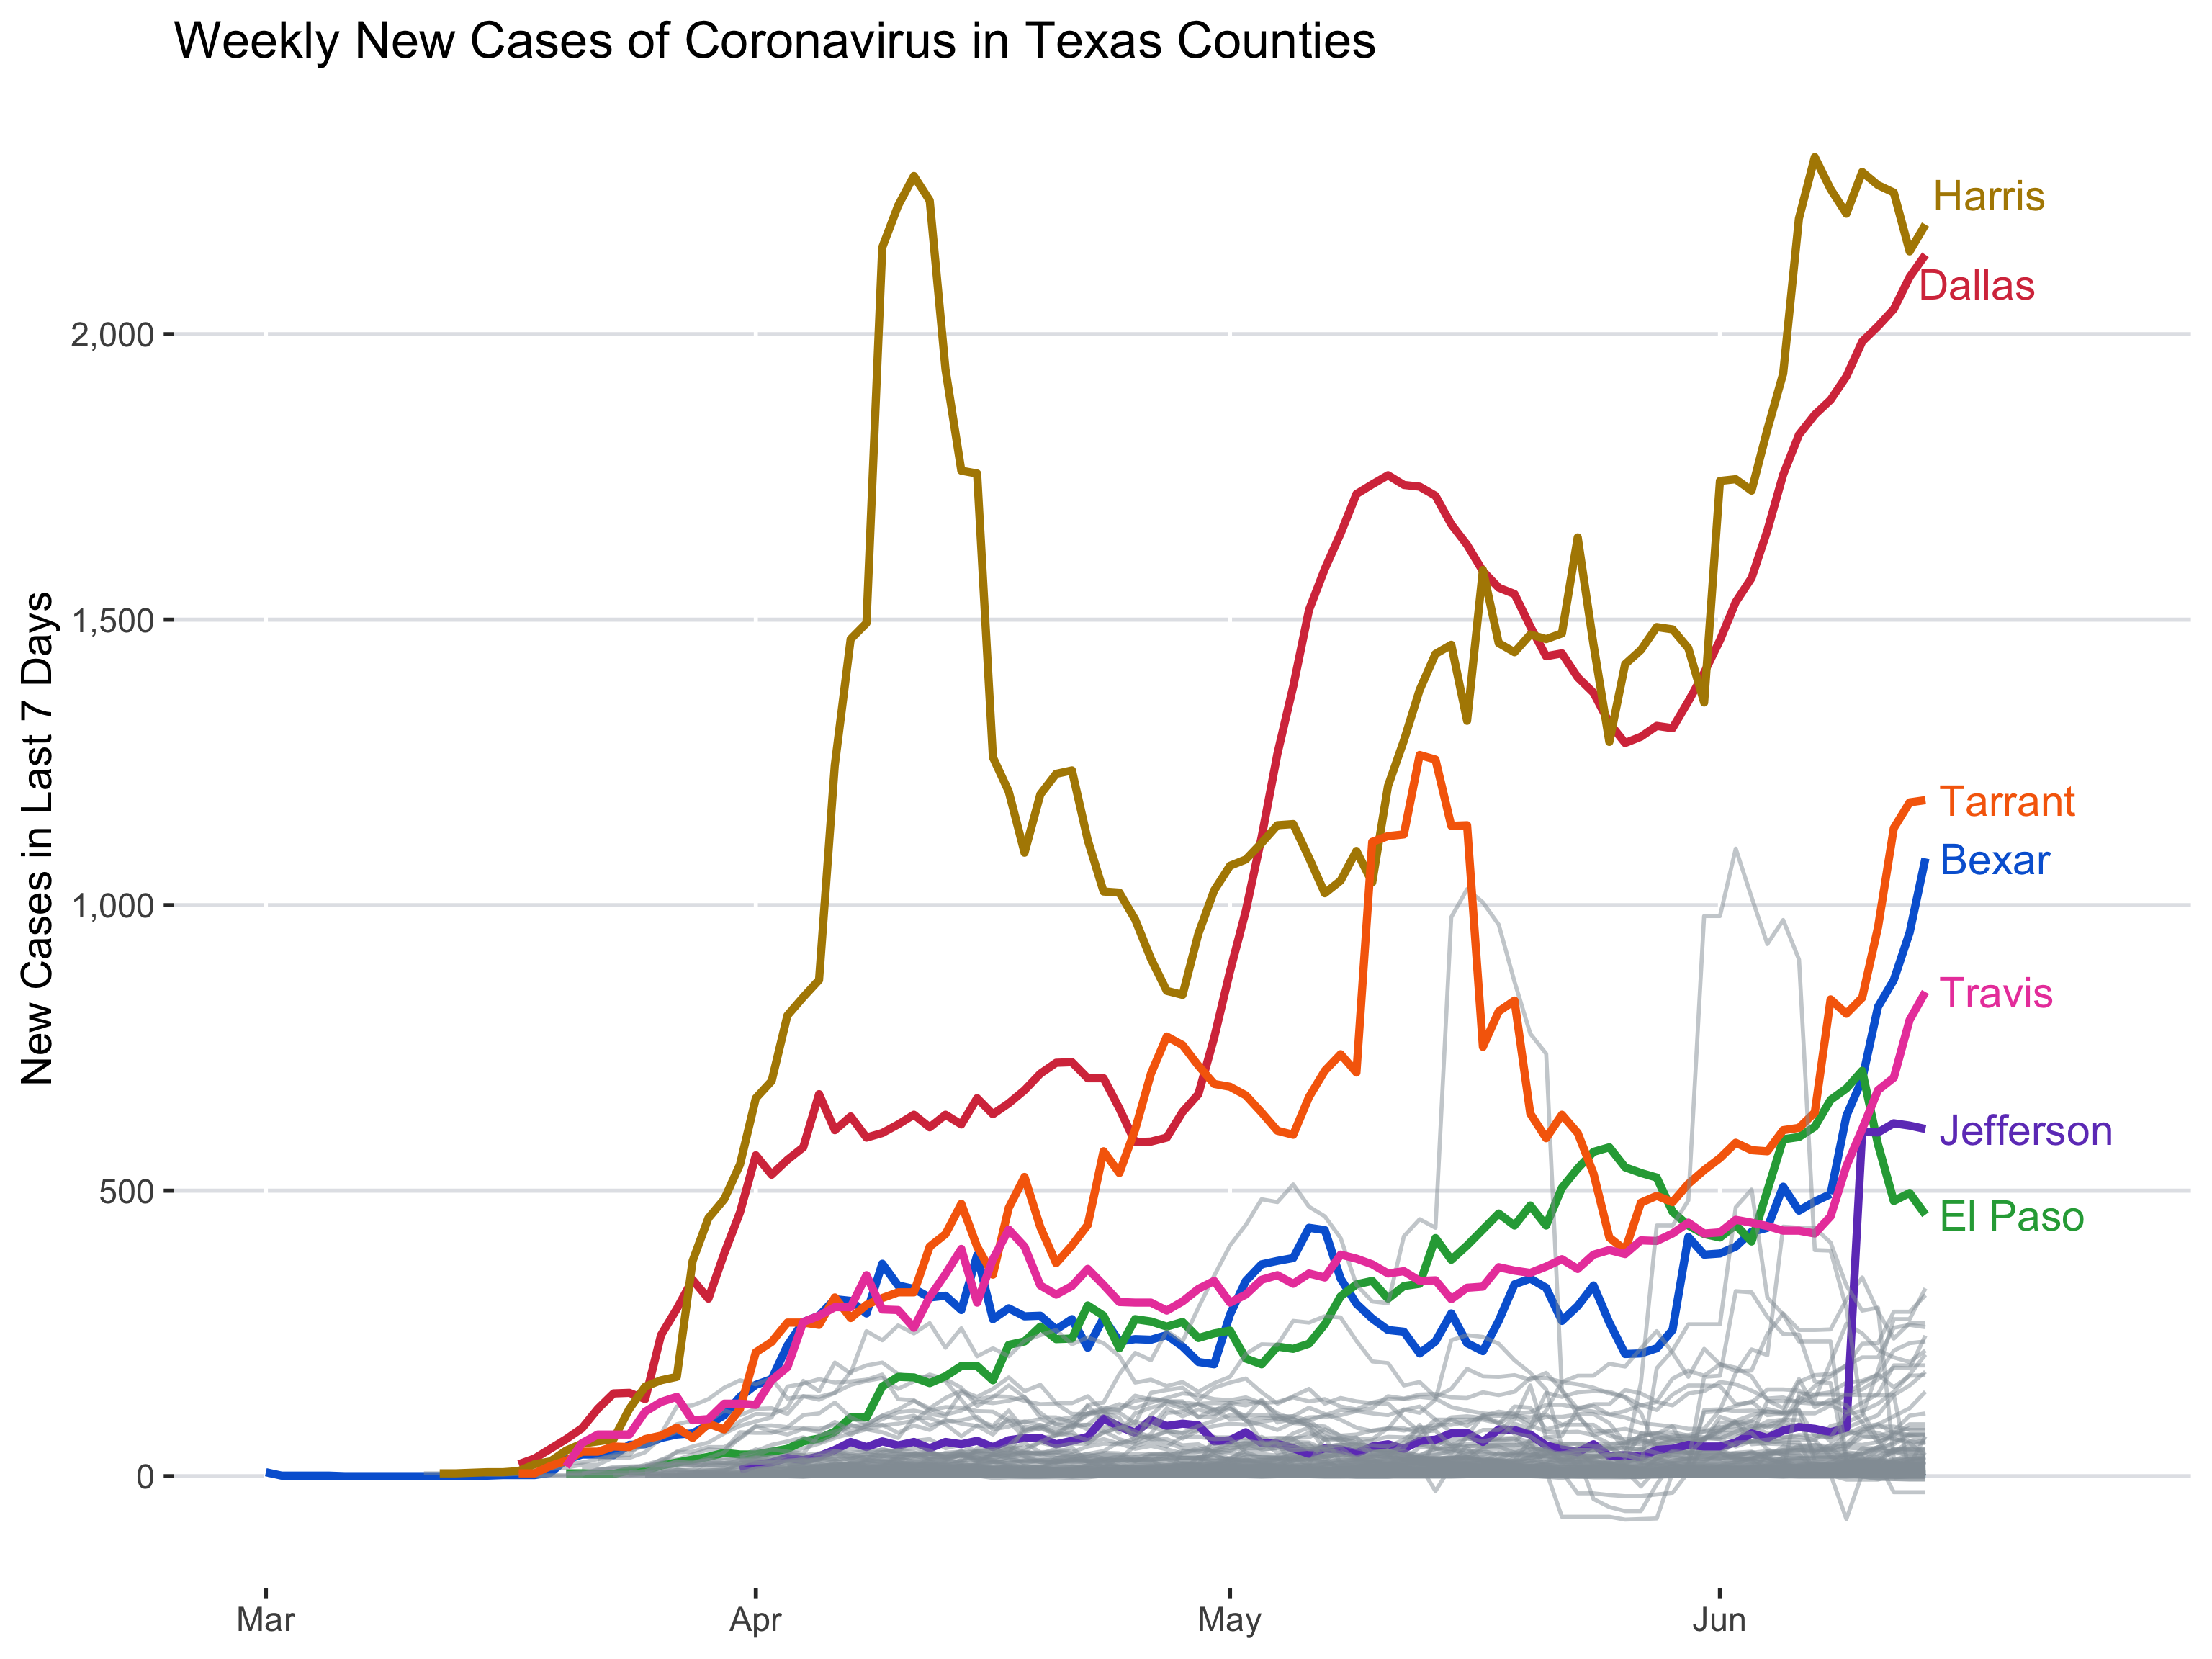 Weekly New Cases of Coronavirus in Texas Counties
New Cases in Last 7 Days
2,000
1,500
1,000
500
0
Mar
Apr
May
Jun
Harris
Dallas
Tarrant
Bexar
Travis
Jefferson
El Paso